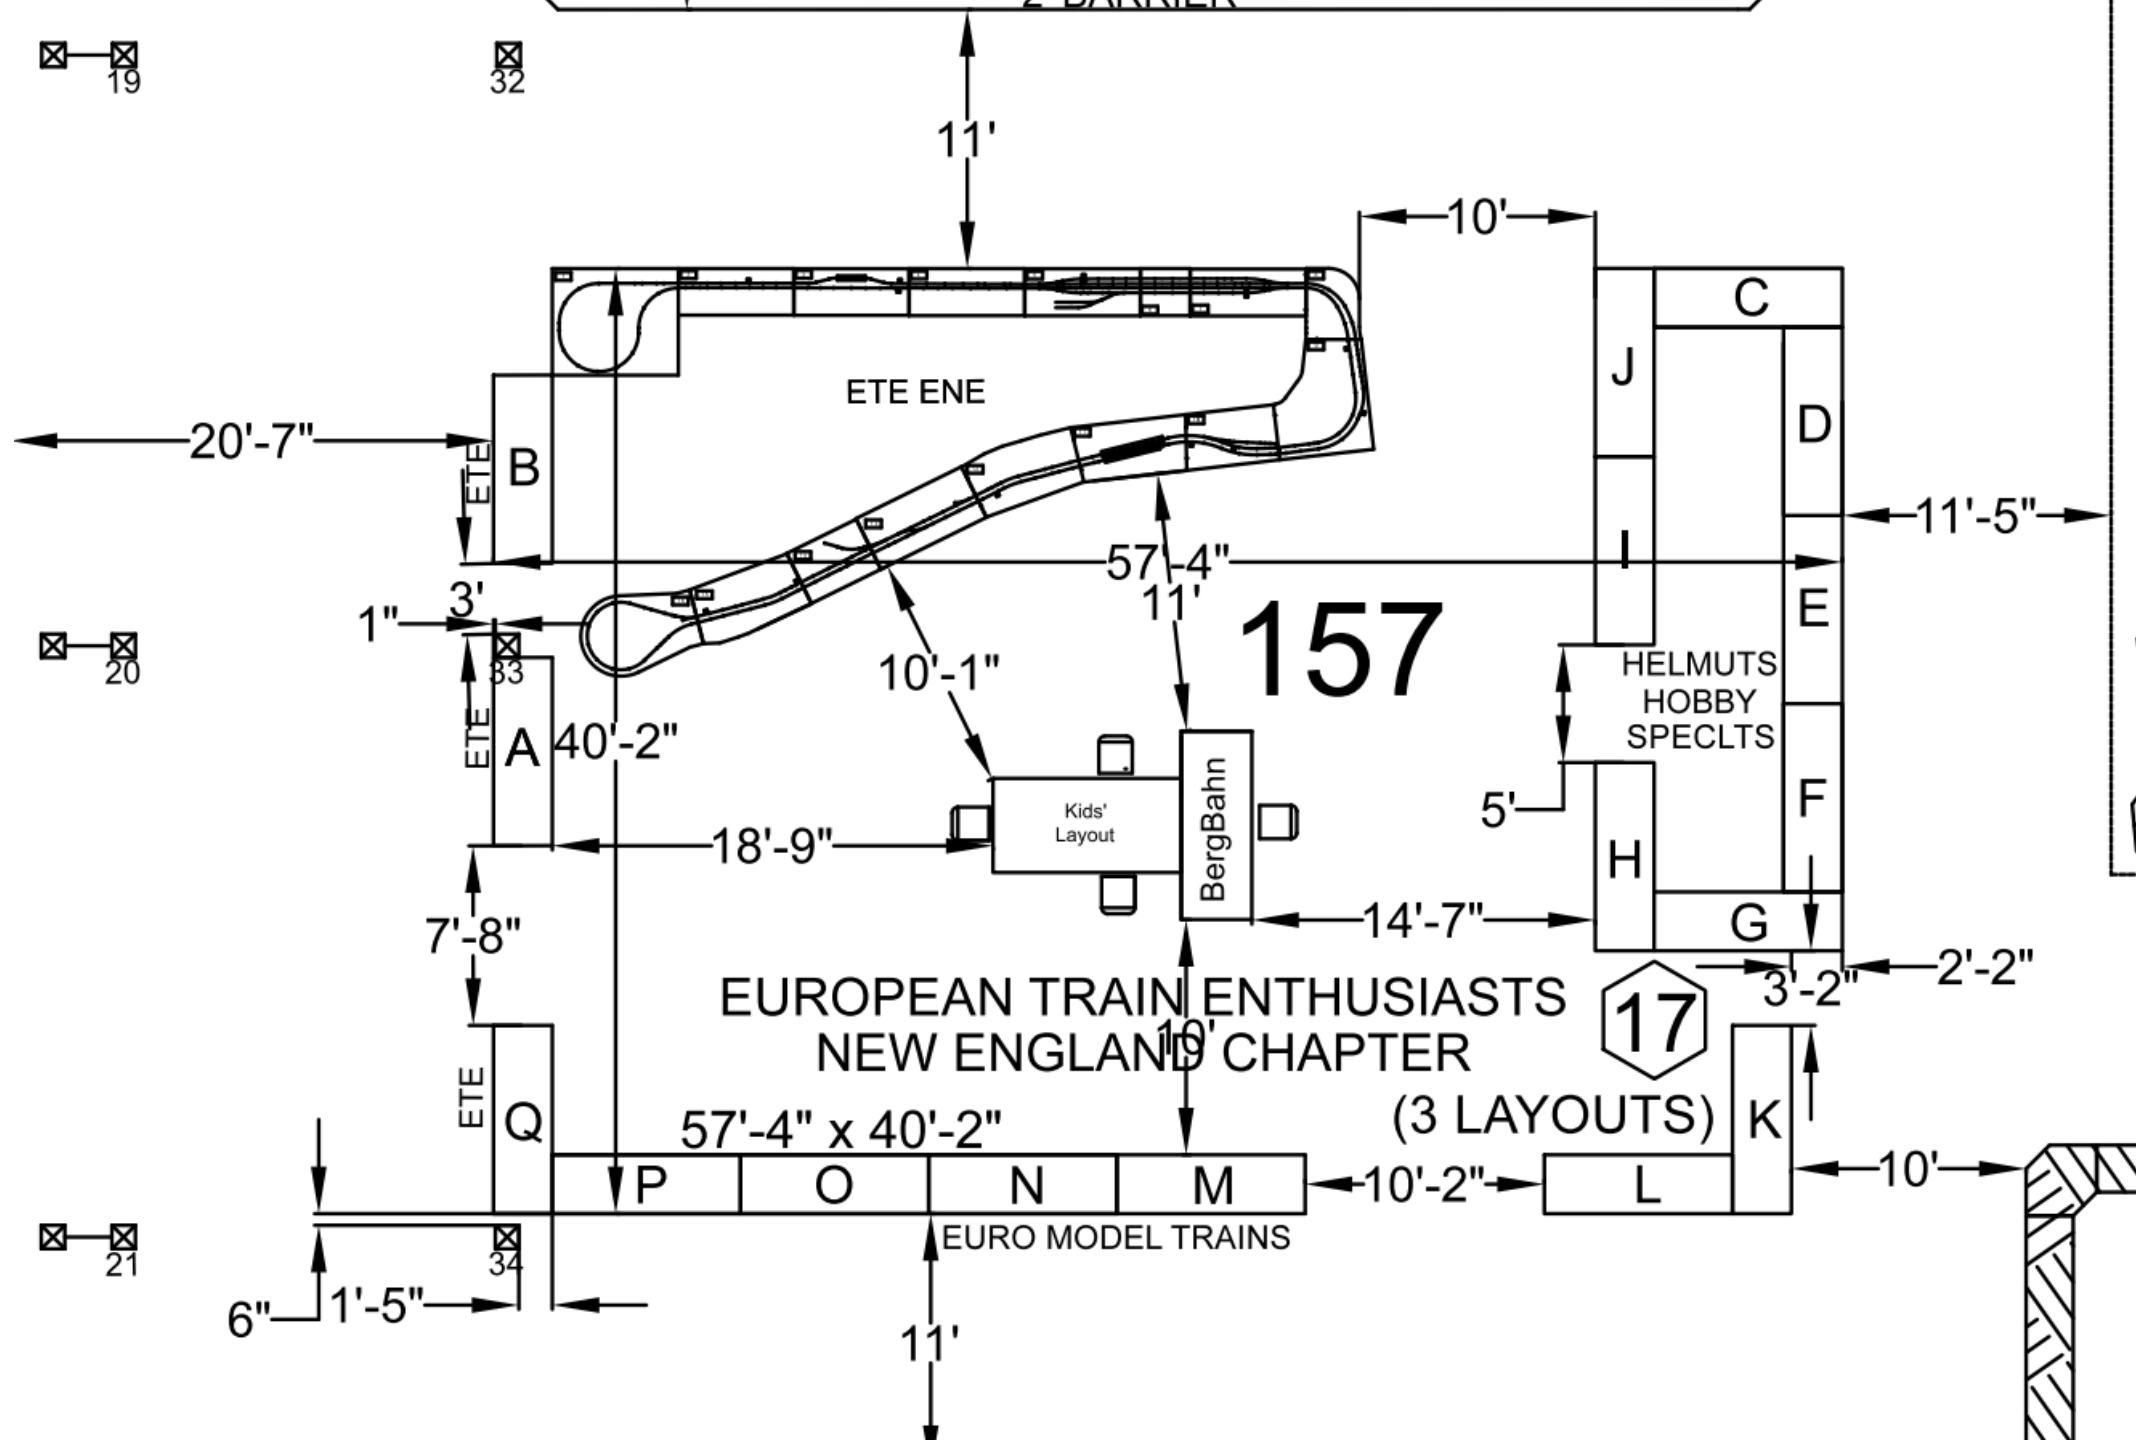 2' BARRIER
19
32
11'
10'
C
J
D
ETE ENE
20'-7"
ETE
B
11'-5"
57'-4"
I
11'
3'
1"
E
157
33
20
10'-1"
HELMUTS
HOBBY
SPECLTS
ETE
A
40'-2"
BergBahn
Kids'
Layout
5'
F
18'-9"
H
7'-8"
14'-7"
G
2'-2"
3'-2"
EUROPEAN TRAIN ENTHUSIASTS
17
NEW ENGLAND CHAPTER
10'
ETE
Q
57'-4" x 40'-2"
(3 LAYOUTS)
K
P
O
N
M
10'-2"
L
10'
EURO MODEL TRAINS
21
34
6"
1'-5"
11'